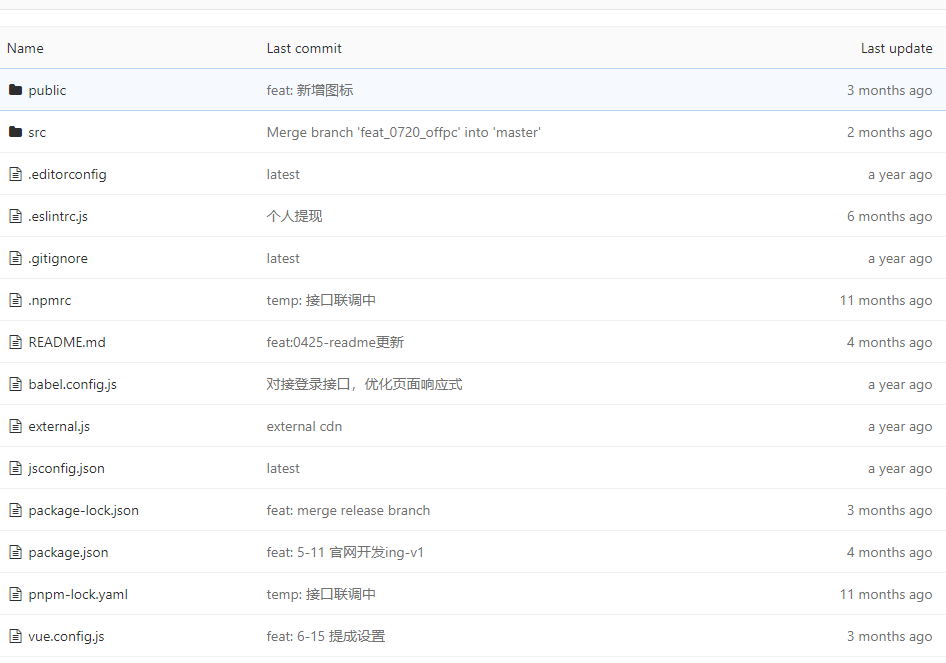 Name Last commit Last update
public feat: 新增图标 3 months ago
src Merge branch 'feat_0720_offpc' into 'master' 2 months ago
.editorconfig latest a year ago
.eslintrc.js 个人提现 6 months ago
.gitignore latest a year ago
.npmrc temp: 接口联调中 11 months ago
README.md feat:0425-readme更新 4 months ago
babel.config.js 对接登录接口，优化页面响应式 a year ago
external.js external cdn a year ago
jsconfig.json latest a year ago
package-lock.json feat: merge release branch 3 months ago
package.json feat: 5-11 官网开发ing-v1 4 months ago
pnpm-lock.yaml temp: 接口联调中 11 months ago
vue.config.js feat: 6-15 提成设置 3 months ago